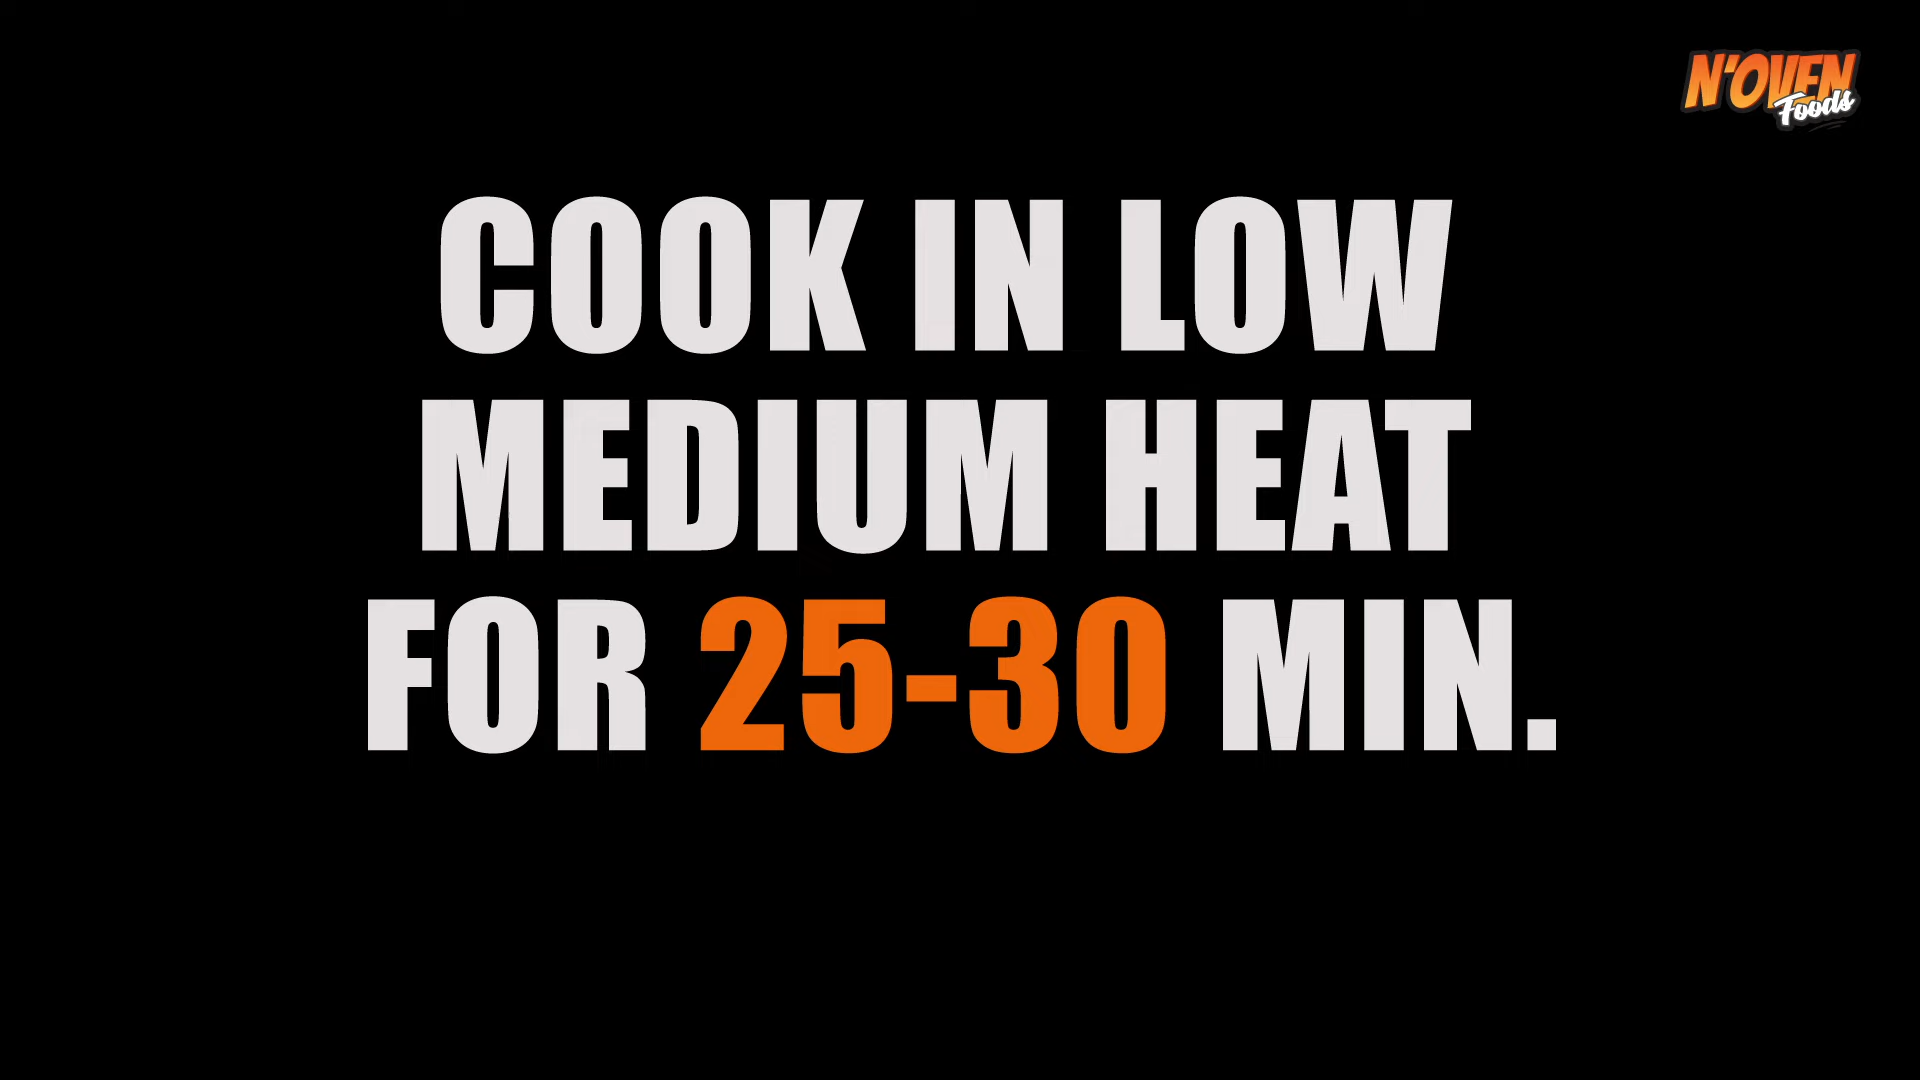 N'OVEN
Foods
COOK IN LOW
MEDIUM HEAT
FOR 25-30 MIN.